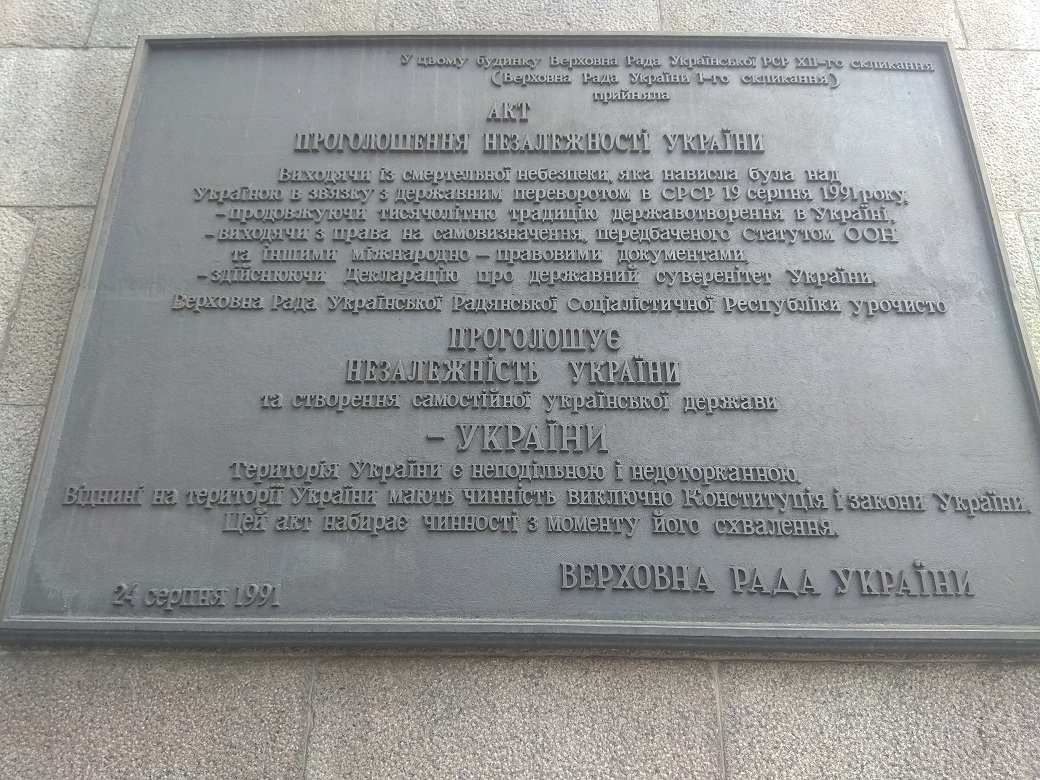 У цьому будинку Верховна Рада Української РСР XII-го скликання
(Верховна Рада України I-го скликання)
прийняла
АКТ
ПРОГОЛОШЕННЯ НЕЗАЛЕЖНОСТІ УКРАЇНИ
Виходячи із смертельної небезпеки, яка нависла була над
Україною в зв'язку з державним переворотом в СРСР 19 серпня 1991 року,
-продовжуючи тисячолітню традицію державотворення в Україні,
-виходячи з права на самовизначення, передбаченого Статутом ООН
та іншими міжнародно-правовими документами,
-здійснюючи Декларацію про державний суверенітет України,
Верховна Рада Української Радянської Соціалістичної Республіки урочисто
ПРОГОЛОШУЄ
НЕЗАЛЕЖНІСТЬ УКРАЇНИ
та створення самостійної української держави
- УКРАЇНИ
Територія України є неподільною і недоторканною.
Віднині на території України мають чинність виключно Конституція і закони України.
Цей акт набирає чинності з моменту його схвалення.
ВЕРХОВНА РАДА УКРАЇНИ
24 серпня 1991